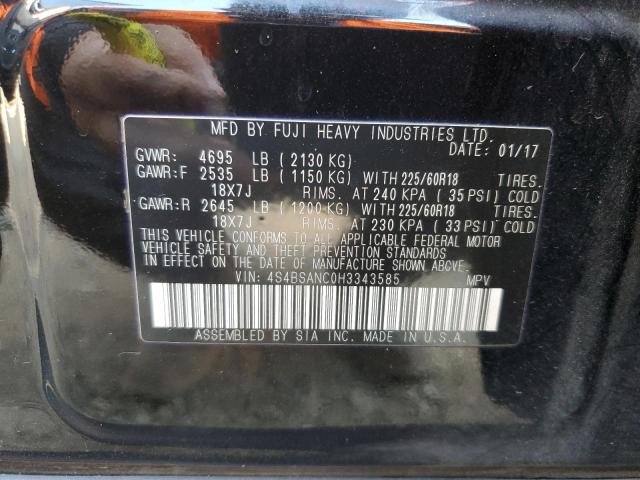 MFD BY FUJI HEAVY INDUSTRIES LTD.
GVWR: 4695 LB ( 2130 KG) DATE: 01/17
GAWR:F 2535 LB ( 1150 KG) WITH 225/60R18 TIRES.
18X7J RIMS. AT 240 KPA ( 35 PSI) COLD
GAWR:R 2645 LB ( 1200 KG) WITH 225/60R18 TIRES.
18X7J RIMS. AT 230 KPA ( 33 PSI) COLD
THIS VEHICLE CONFORMS TO ALL APPLICABLE FEDERAL MOTOR
VEHICLE SAFETY AND THEFT PREVENTION STANDARDS
IN EFFECT ON THE DATE OF MANUFACTURE SHOWN ABOVE.
VIN: 4S4BSANC0H3343585 MPV
ASSEMBLED BY SIA INC. MADE IN U.S.A.